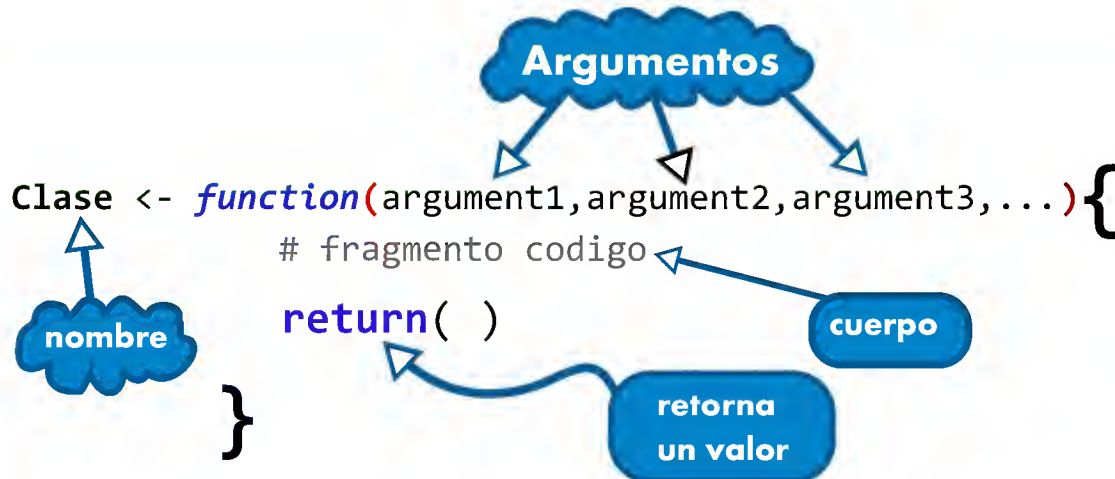 Argumentos
Clase <- function(argument1,argument2,argument3,...){
# fragmento codigo
nombre
return( )
cuerpo
}
retorna
un valor